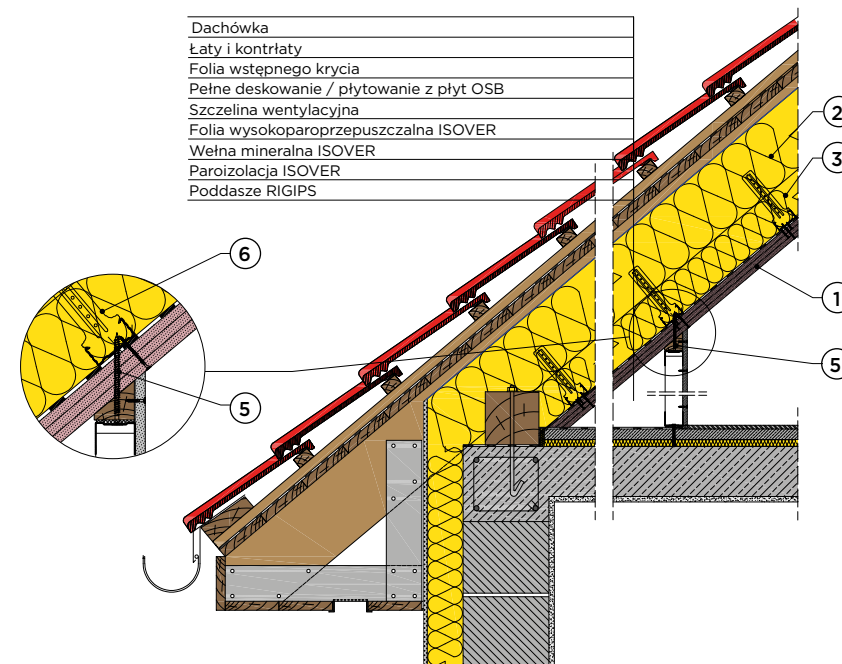 Dachówka
Łaty i kontrłaty
Folia wstępnego krycia
Pełne deskowanie / płytowanie z płyt OSB
Szczelina wentylacyjna
Folia wysokoparoprzepuszczalna ISOVER
Wełna mineralna ISOVER
Paroizolacja ISOVER
Poddasze RIGIPS
2
3
6
1
5
5